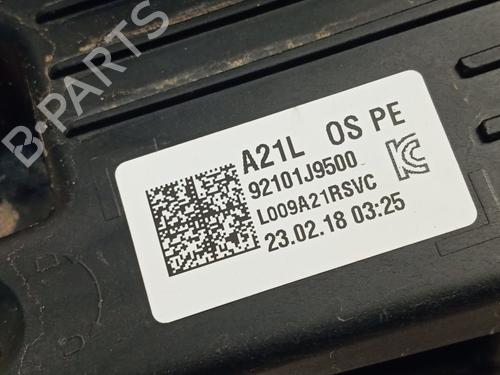 B-PARTS
A21L OS PE
92101J9500
L009A21RSVC
23.02.18 03:25